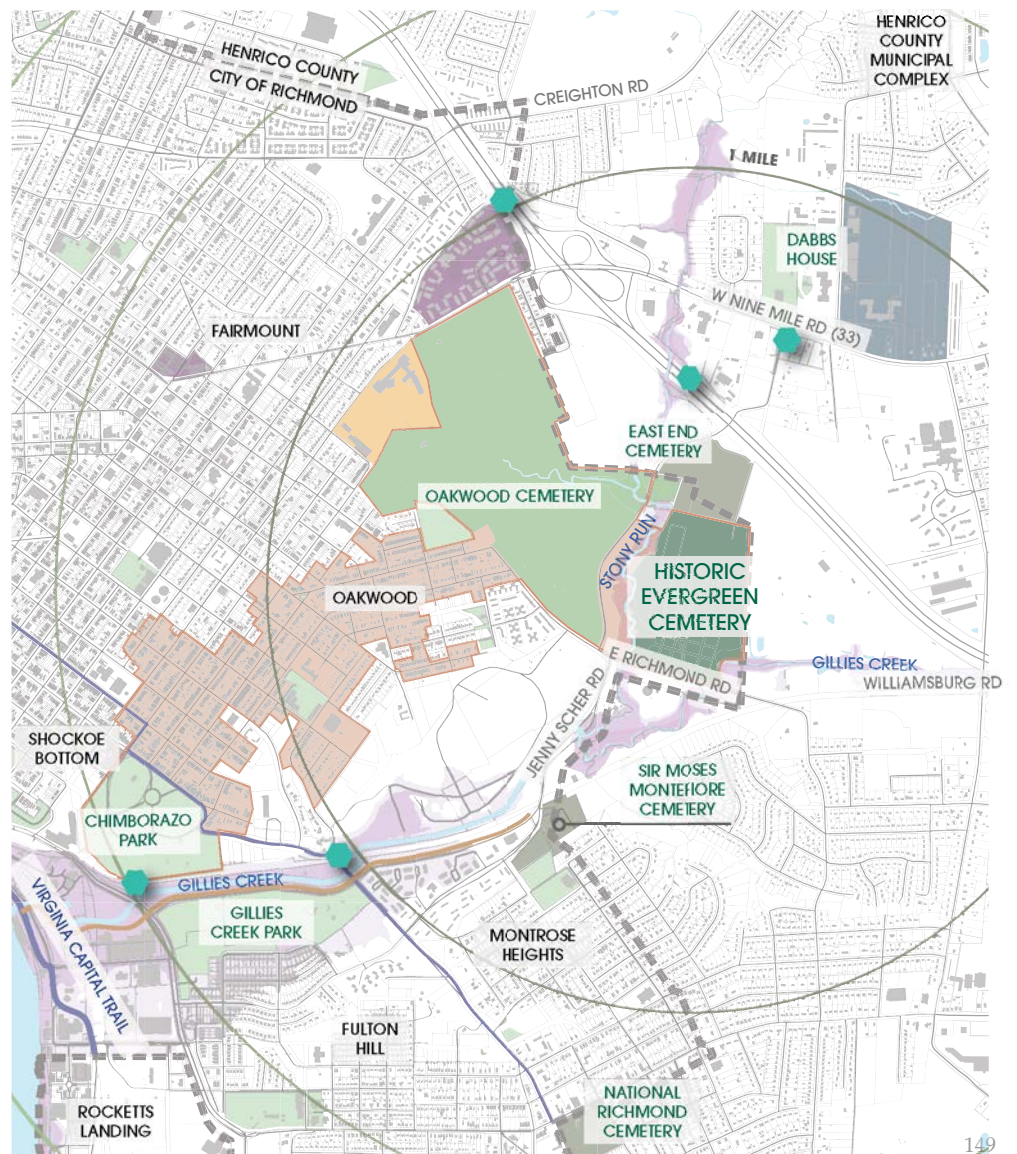 HENRICO
COUNTY
MUNICIPAL
COMPLEX
HENRICO COUNTY
CITY OF RICHMOND
CREIGHTON RD
1 MILE
DABBS
HOUSE
W NINE MILE RD (33)
FAIRMOUNT
EAST END
CEMETERY
OAKWOOD CEMETERY
STONY RUN
HISTORIC
EVERGREEN
CEMETERY
OAKWOOD
E RICHMOND RD
GILLIES CREEK
WILLIAMSBURG RD
JENNY SCHER RD
SHOCKOE
BOTTOM
SIR MOSES
MONTEFIORE
CEMETERY
CHIMBORAZO
PARK
GILLIES CREEK
VIRGINIA CAPITAL TRAIL
GILLIES
CREEK PARK
MONTROSE
HEIGHTS
FULTON
HILL
NATIONAL
RICHMOND
CEMETERY
ROCKETTS
LANDING
149